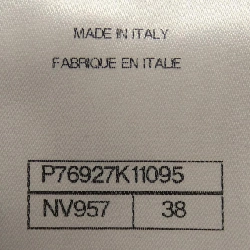 MADE IN ITALY
FABRIQUE EN ITALIE
P76927K11095
NV957 38